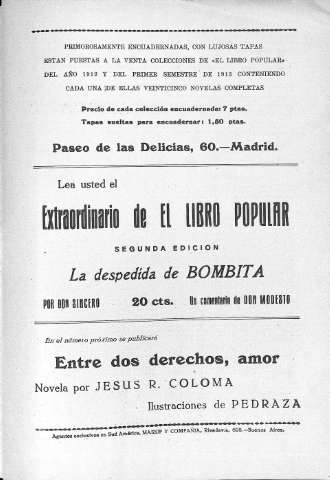 PRIMOROSAMENTE ENCUADERNADAS, CON LUJOSAS TAPAS
ESTAN PUESTAS A LA VENTA COLECCIONES DE «EL LIBRO POPULAR»
DEL AÑO 1912 Y DEL PRIMER SEMESTRE DE 1913 CONTENIENDO
CADA UNA DE ELLAS VEINTICINCO NOVELAS COMPLETAS
Precio de cada colección encuadernada: 7 ptas.
Tapas sueltas para encuadernar: 1,50 ptas.
Paseo de las Delicias, 60.—Madrid.
Lea usted el
Extraordinario de EL LIBRO POPULAR
SEGUNDA EDICION
La despedida de BOMBITA
POR DON SINCERO 20 cts. Un comentario de DON MODESTO
En el número próximo se publicará
Entre dos derechos, amor
Novela por JESUS R. COLOMA
Ilustraciones de PEDRAZA
Agentes exclusivos en Sud América, MASSIP Y COMPAÑIA, Rivadavia, 698.—Buenos Aires.